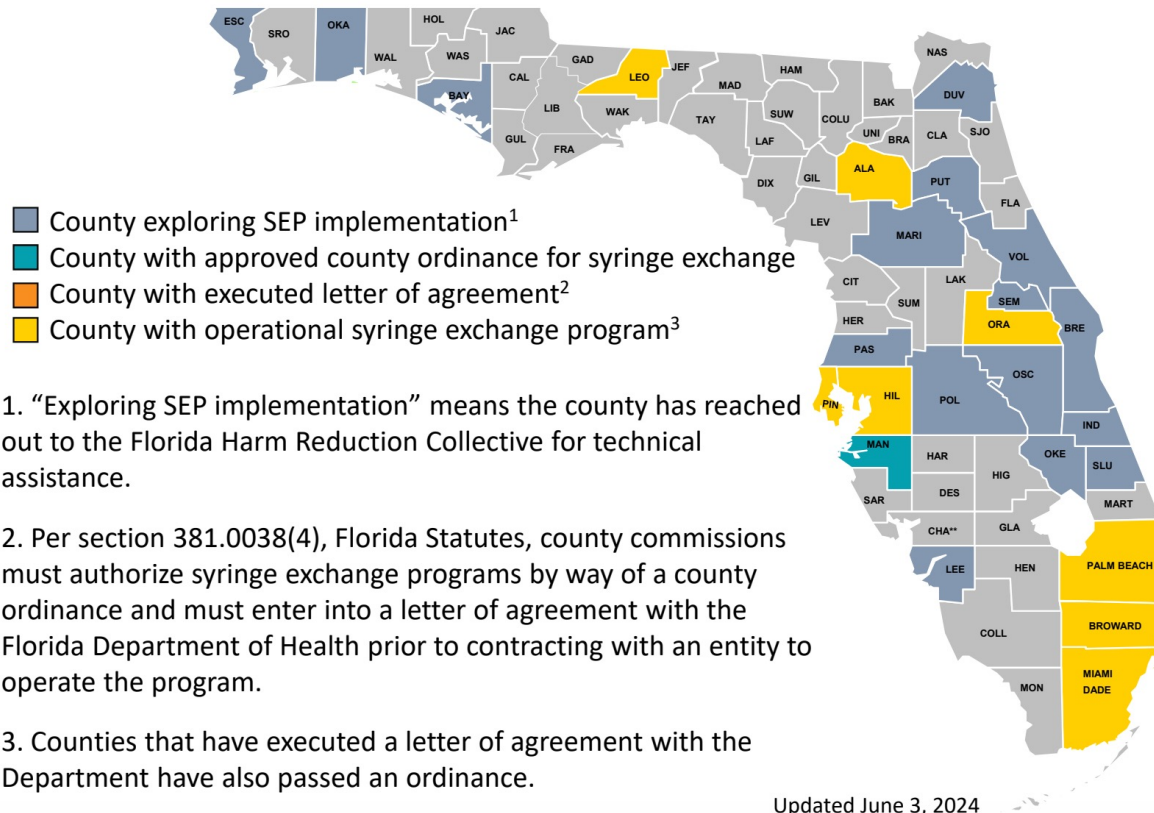 ESC
SRO
OKA
WAL
HOL
WAS
JAC
BAY
CAL
GUL
GAD
LIB
FRA
LEO
WAK
JEF
MAD
TAY
HAM
SUW
LAF
DIX
COLU
GIL
LEV
BAK
UNI
BRA
ALA
NAS
DUV
CLA
SJO
PUT
FLA
MARI
VOL
CIT
SUM
LAK
SEM
HER
ORA
BRE
PAS
OSC
PIN
HIL
POL
IND
MAN
HAR
HIG
OKE
SLU
SAR
DES
MART
CHA**
GLA
LEE
HEN
PALM BEACH
COLL
BROWARD
MON
MIAMI
DADE
County exploring SEP implementation1
County with approved county ordinance for syringe exchange
County with executed letter of agreement2
County with operational syringe exchange program3
1. “Exploring SEP implementation” means the county has reached
out to the Florida Harm Reduction Collective for technical
assistance.
2. Per section 381.0038(4), Florida Statutes, county commissions
must authorize syringe exchange programs by way of a county
ordinance and must enter into a letter of agreement with the
Florida Department of Health prior to contracting with an entity to
operate the program.
3. Counties that have executed a letter of agreement with the
Department have also passed an ordinance.
Updated June 3, 2024